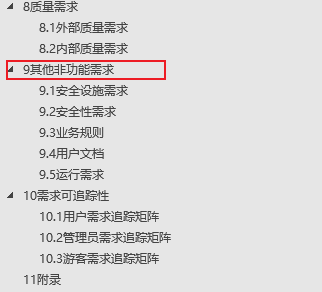 8质量需求
8.1外部质量需求
8.2内部质量需求
9其他非功能需求
9.1安全设施需求
9.2安全性需求
9.3业务规则
9.4用户文档
9.5运行需求
10需求可追踪性
10.1用户需求追踪矩阵
10.2管理员需求追踪矩阵
10.3游客需求追踪矩阵
11附录